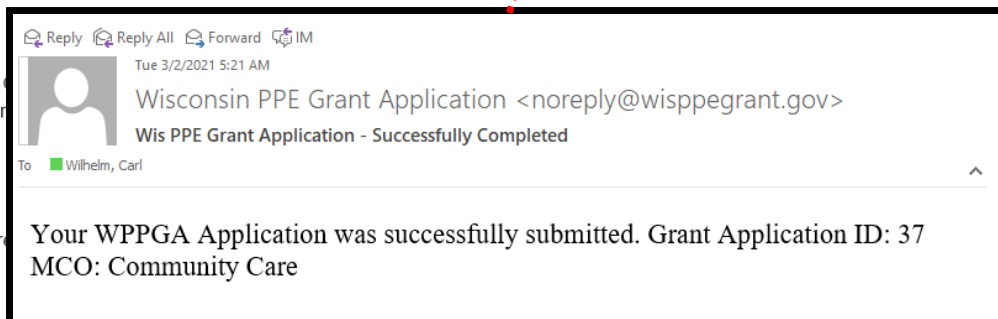 Reply Reply All Forward IM
Tue 3/2/2021 5:21 AM
Wisconsin PPE Grant Application <noreply@wisppegrant.gov>
Wis PPE Grant Application - Successfully Completed
To Wilhelm, Carl
Your WPPGA Application was successfully submitted. Grant Application ID: 37
MCO: Community Care